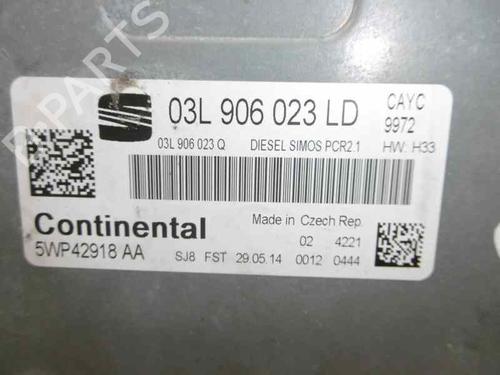 B-PARTS
03L 906 023 LD
CAYC
9972
03L 906 023 Q DIESEL SIMOS PCR2.1 HW: H33
Continental
Made in Czech Rep.
02 4221
5WP42918 AA
SJ8 FST 29.05.14 0012 0444